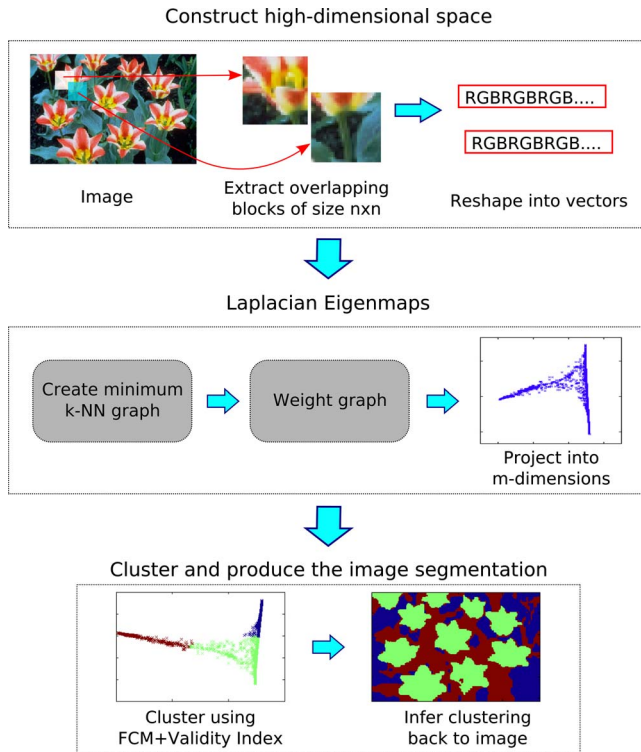 Construct high-dimensional space
RGBRGBRGB....
RGBRGBRGB....
Image
Extract overlapping
blocks of size nxn
Reshape into vectors
Laplacian Eigenmaps
Create minimum
k-NN graph
Weight graph
Project into
m-dimensions
Cluster and produce the image segmentation
Cluster using
FCM+Validity Index
Infer clustering
back to image